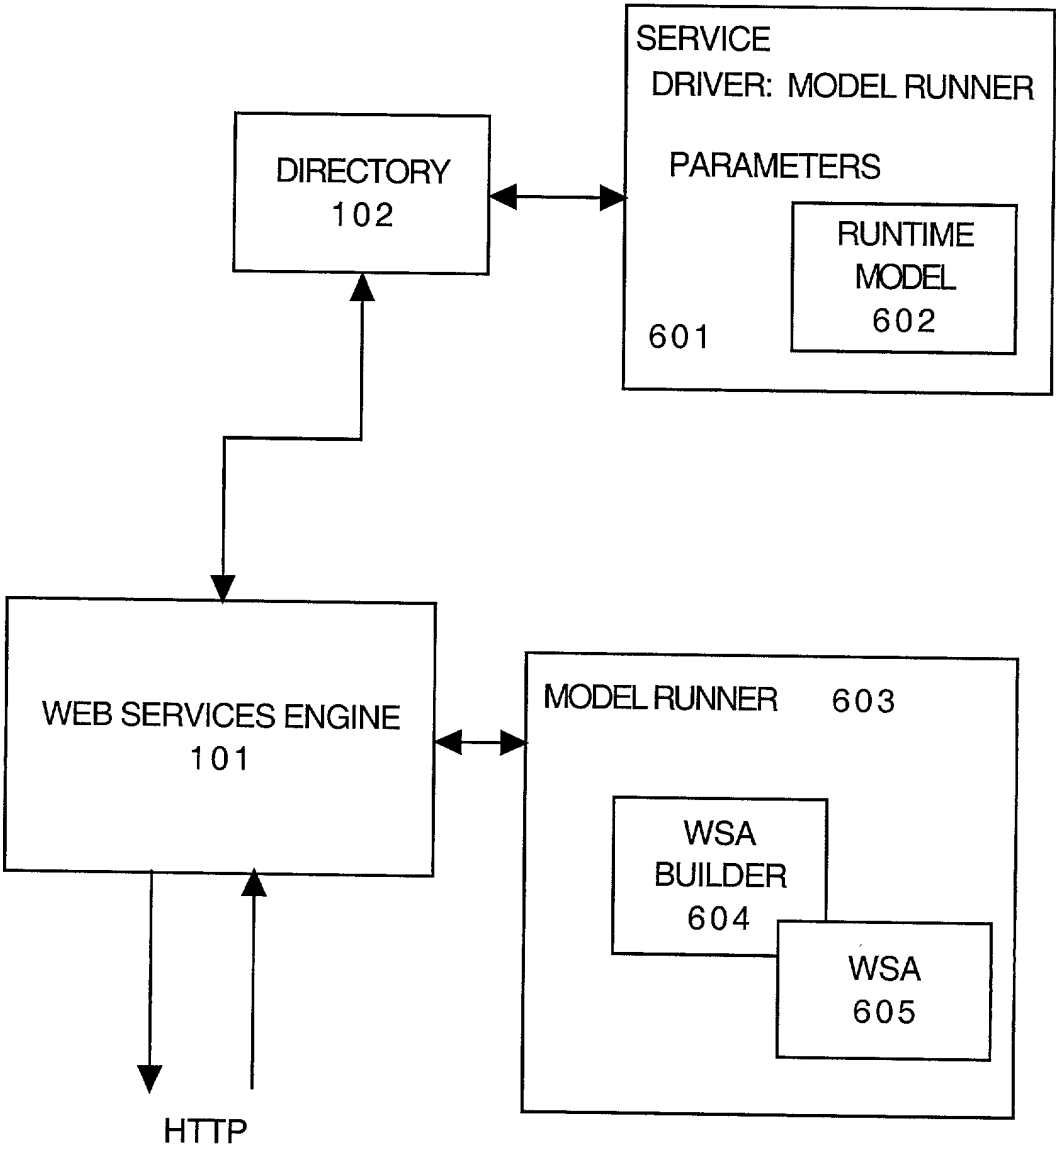 SERVICE
DRIVER: MODEL RUNNER
PARAMETERS
RUNTIME
MODEL
602
601
DIRECTORY
102
WEB SERVICES ENGINE
101
MODEL RUNNER 603
WSA
BUILDER
604
WSA
605
HTTP